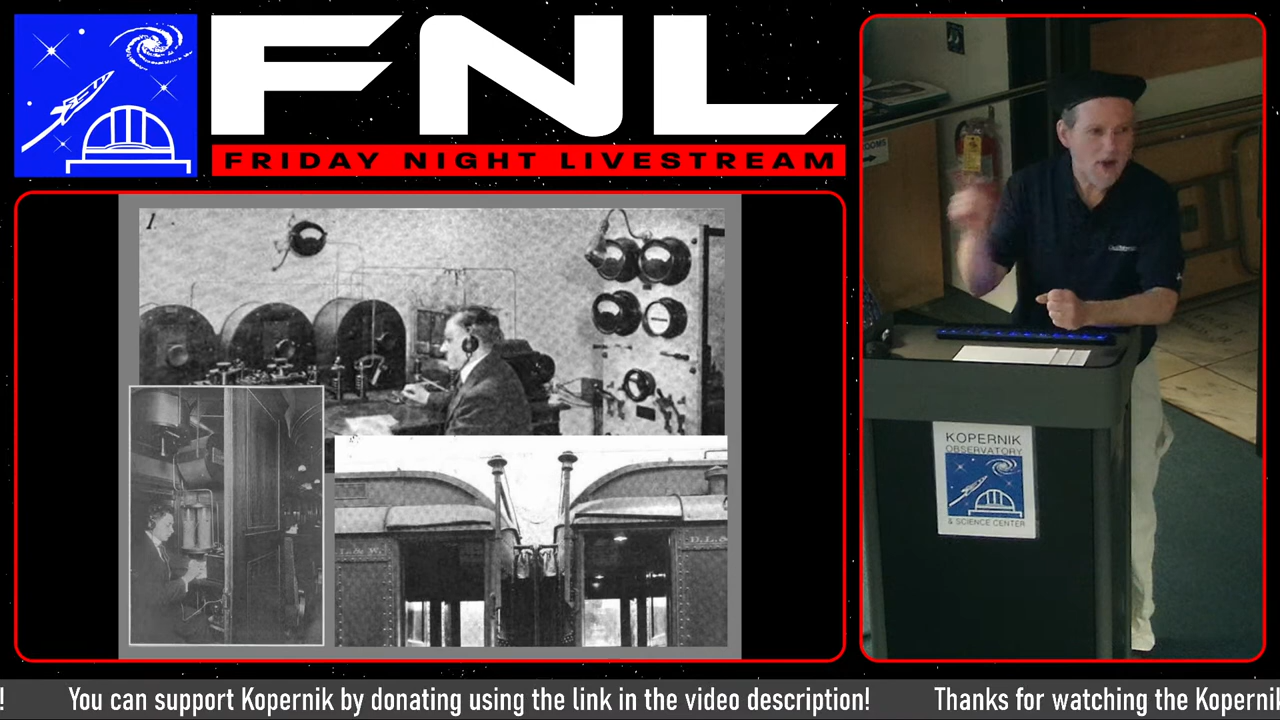 FNL
FRIDAY NIGHT LIVESTREAM
1.
L. & W.
D. L. &
OOMS
KOPERNIK
OBSERVATORY
& SCIENCE CENTER
! You can support Kopernik by donating using the link in the video description! Thanks for watching the Kopernik